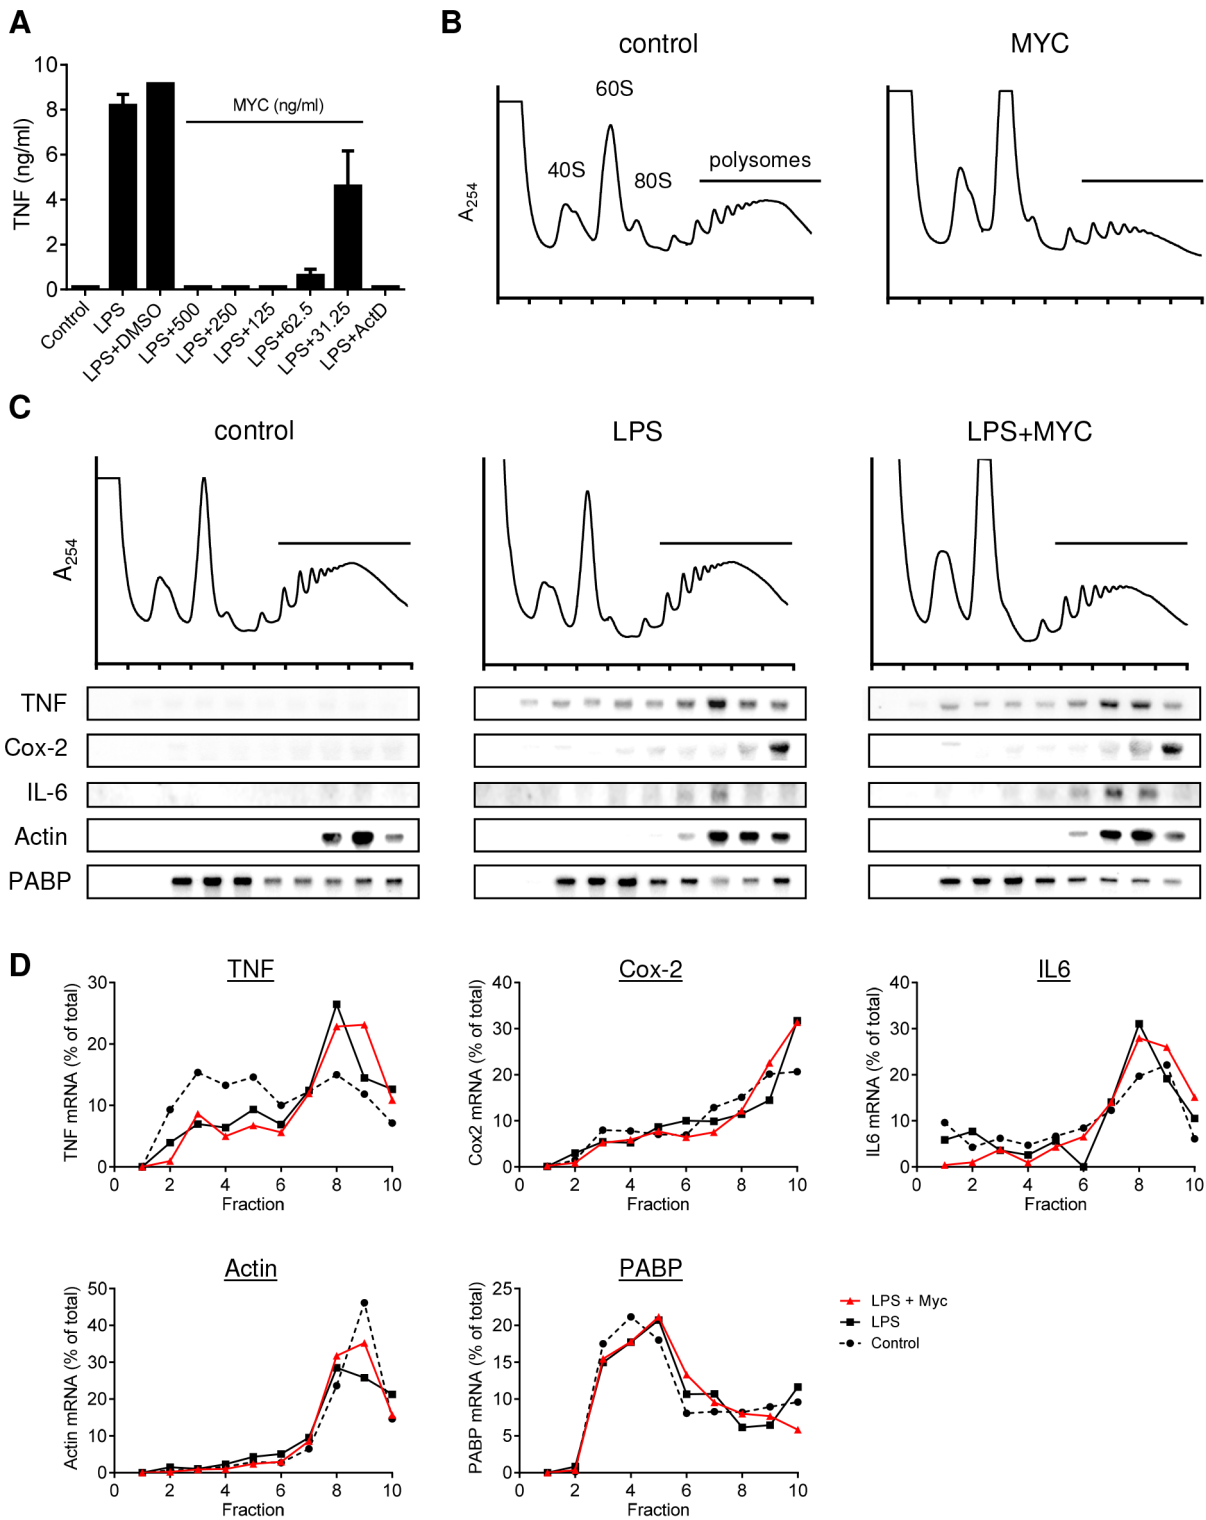 A
TNF (ng/ml)
10
8
6
4
2
0
MYC (ng/ml)
Control
LPS
LPS+DMSO
LPS+500
LPS+250
LPS+125
LPS+62.5
LPS+31.25
LPS+ActD
B
control
MYC
A254
40S
60S
80S
polysomes
C
control
LPS
LPS+MYC
A254
TNF
Cox-2
IL-6
Actin
PABP
D
TNF
TNF mRNA (% of total)
30
20
10
0
0 2 4 6 8 10
Fraction
Cox-2
Cox2 mRNA (% of total)
40
30
20
10
0
0 2 4 6 8 10
Fraction
IL6
IL6 mRNA (% of total)
40
30
20
10
0
0 2 4 6 8 10
Fraction
Actin
Actin mRNA (% of total)
50
40
30
20
10
0
0 2 4 6 8 10
Fraction
PABP
PABP mRNA (% of total)
25
20
15
10
5
0
0 2 4 6 8 10
Fraction
LPS + Myc
LPS
Control